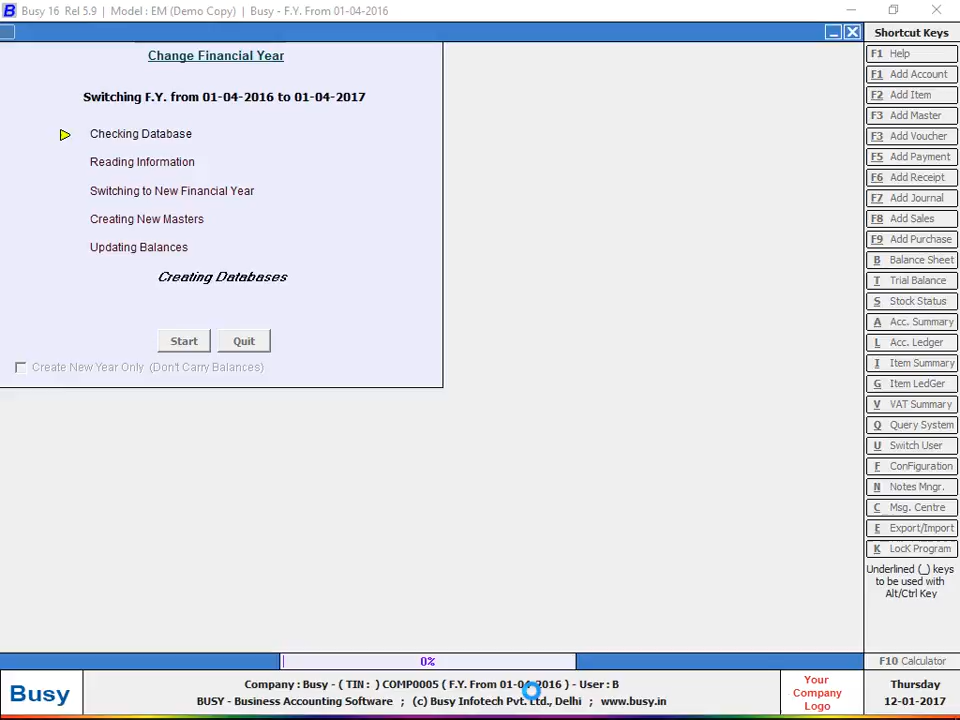 Busy 16 Rel 5.9 | Model : EM (Demo Copy) | Busy - F.Y. From 01-04-2016
Shortcut Keys
Change Financial Year
Switching F.Y. from 01-04-2016 to 01-04-2017
Checking Database
Reading Information
Switching to New Financial Year
Creating New Masters
Updating Balances
Creating Databases
Start Quit
Create New Year Only (Don't Carry Balances)
F1 Help
F1 Add Account
F2 Add Item
F3 Add Master
F3 Add Voucher
F5 Add Payment
F6 Add Receipt
F7 Add Journal
F8 Add Sales
F9 Add Purchase
B Balance Sheet
T Trial Balance
S Stock Status
A Acc. Summary
L Acc. Ledger
I Item Summary
G Item LedGer
V VAT Summary
Q Query System
U Switch User
F ConFiguration
N Notes Mngr.
C Msg. Centre
E Export/Import
K LocK Program
Underlined (_) keys
to be used with
Alt/Ctrl Key
0%
F10 Calculator
Busy
Company : Busy - ( TIN : ) COMP0005 ( F.Y. From 01-04-2016 ) - User : B
BUSY - Business Accounting Software ; (c) Busy Infotech Pvt. Ltd., Delhi ; www.busy.in
Your
Company
Logo
Thursday
12-01-2017